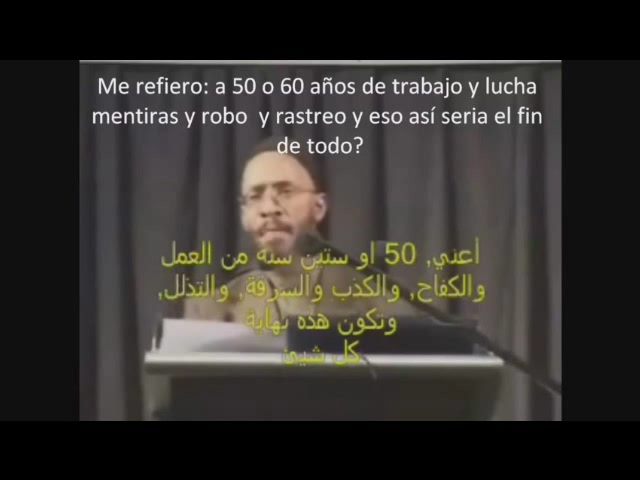 Me refiero: a 50 o 60 años de trabajo y lucha
mentiras y robo y rastreo y eso así seria el fin
de todo?
أعني, 50 او ستين سنة من العمل
والكفاح, والكذب والسرقة, والتذلل,
وتكون هذه نهاية
كل شيئ